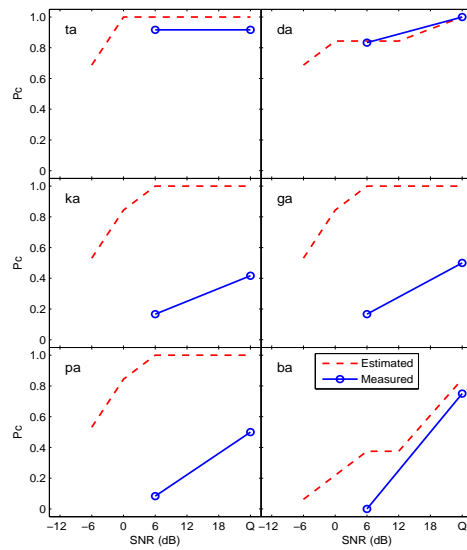 ta
da
1.0
0.8
0.6
0.4
0.2
0
Pc
ka
ga
1.0
0.8
0.6
0.4
0.2
0
Pc
pa
ba
Estimated
Measured
1.0
0.8
0.6
0.4
0.2
0
Pc
−12 −6 0 6 12 18 Q
−12 −6 0 6 12 18 Q
SNR (dB)
SNR (dB)